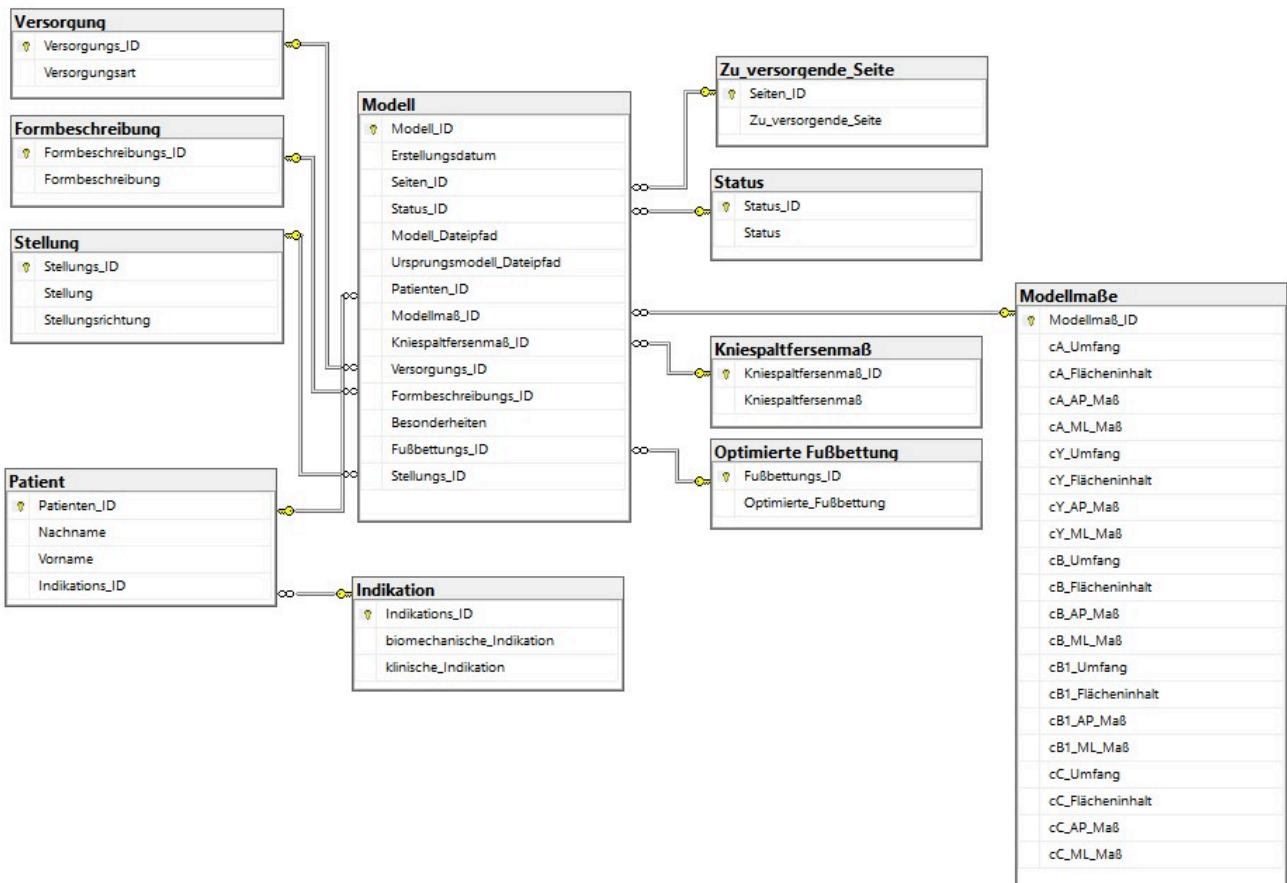 Versorgung
Versorgungs_ID
Versorgungsart
Formbeschreibung
Formbeschreibungs_ID
Formbeschreibung
Stellung
Stellungs_ID
Stellung
Stellungsrichtung
Patient
Patienten_ID
Nachname
Vorname
Indikations_ID
Modell
Modell_ID
Erstellungsdatum
Seiten_ID
Status_ID
Modell_Dateipfad
Ursprungsmodell_Dateipfad
Patienten_ID
Modellmaß_ID
Kniespaltfersenmaß_ID
Versorgungs_ID
Formbeschreibungs_ID
Besonderheiten
Fußbettungs_ID
Stellungs_ID
Indikation
Indikations_ID
biomechanische_Indikation
klinische_Indikation
Zu_versorgende_Seite
Seiten_ID
Zu_versorgende_Seite
Status
Status_ID
Status
Kniespaltfersenmaß
Kniespaltfersenmaß_ID
Kniespaltfersenmaß
Optimierte Fußbettung
Fußbettungs_ID
Optimierte_Fußbettung
Modellmaße
Modellmaß_ID
cA_Umfang
cA_Flächeninhalt
cA_AP_Maß
cA_ML_Maß
cY_Umfang
cY_Flächeninhalt
cY_AP_Maß
cY_ML_Maß
cB_Umfang
cB_Flächeninhalt
cB_AP_Maß
cB_ML_Maß
cB1_Umfang
cB1_Flächeninhalt
cB1_AP_Maß
cB1_ML_Maß
cC_Umfang
cC_Flächeninhalt
cC_AP_Maß
cC_ML_Maß